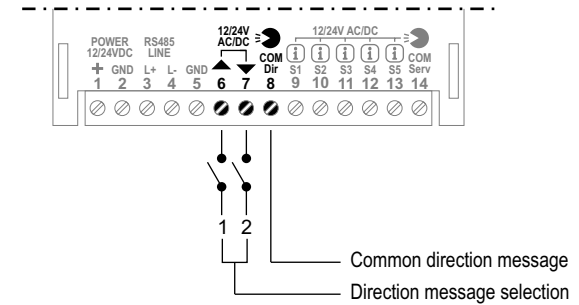 12/24V AC/DC
12/24V AC/DC
POWER 12/24VDC
RS485 LINE
COM Dir
COM Serv
+ GND L+ L- GND S1 S2 S3 S4 S5
1 2 3 4 5 6 7 8 9 10 11 12 13 14
i i i i i
1 2
Common direction message
Direction message selection